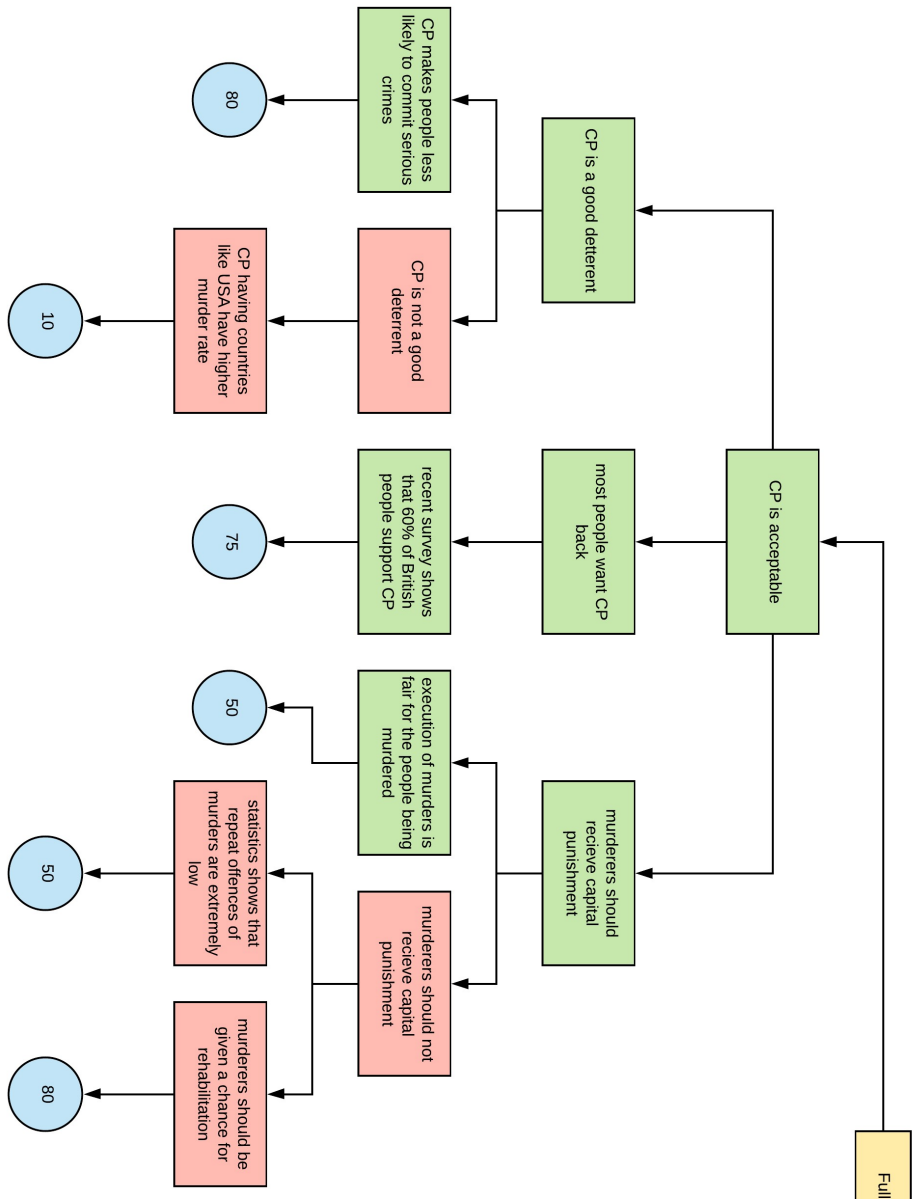 Full
CP is acceptable
CP is a good detterent
most people want CP
back
murderers should
recieve capital
punishment
CP makes people less
likely to commit serious
crimes
CP is not a good
deterrent
recent survey shows
that 60% of British
people support CP
execution of murders is
fair for the people being
murdered
murderers should not
recieve capital
punishment
80
CP having countries
like USA have higher
murder rate
75
50
statistics shows that
repeat offences of
murders are extremely
low
murderers should be
given a chance for
rehabilitation
10
50
80